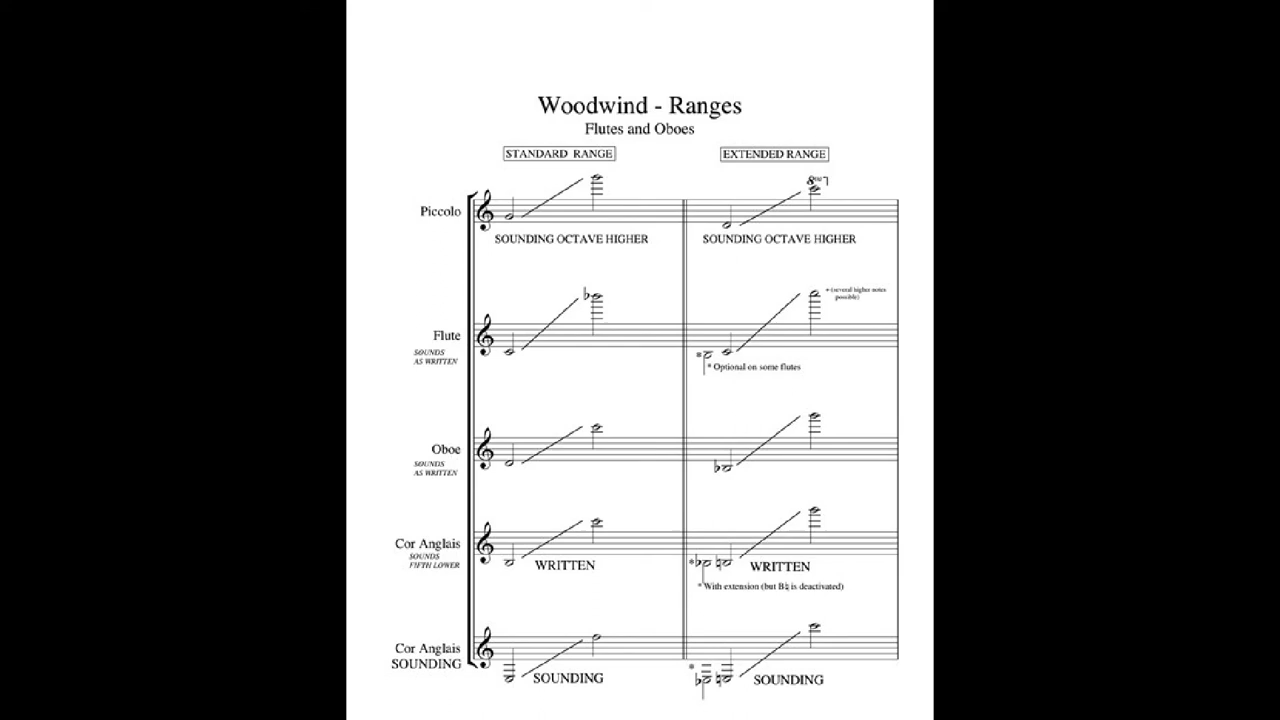 Woodwind - Ranges
Flutes and Oboes
STANDARD RANGE
EXTENDED RANGE
8va
Piccolo
SOUNDING OCTAVE HIGHER
SOUNDING OCTAVE HIGHER
+ (several higher notes
possible)
Flute
SOUNDS
AS WRITTEN
*
* Optional on some flutes
Oboe
SOUNDS
AS WRITTEN
Cor Anglais
SOUNDS
FIFTH LOWER
WRITTEN
*
WRITTEN
* With extension (but B♮ is deactivated)
Cor Anglais
SOUNDING
SOUNDING
*
SOUNDING